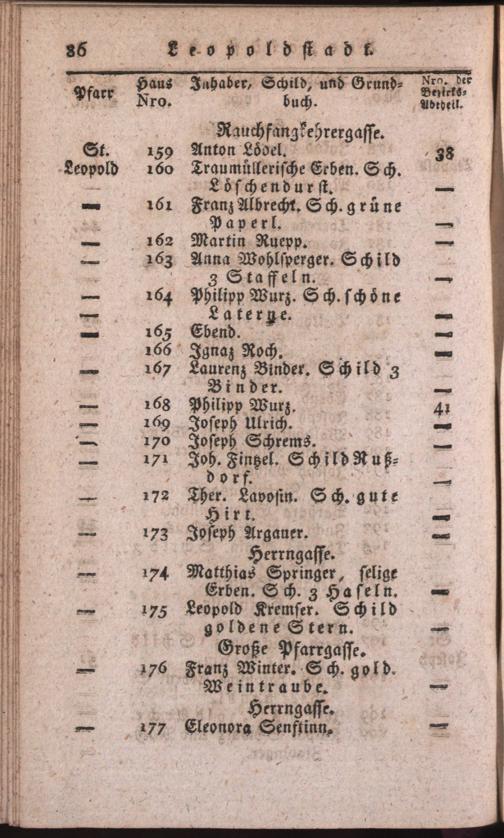 86 Leopoldstadt.
Pfarr Haus Nro. Inhaber, Schild, und Grund-
buch. Nro. der Bezirks- Abtheil.
Rauchfangkehrergasse.
St. 159 Anton Lödel. 38
Leopold 160 Traumüllerische Erben. Sch.
Löschendurst. —
— 161 Franz Albrecht. Sch. grüne
Paperl. —
— 162 Martin Ruepp. —
— 163 Anna Wohlsperger. Schild
3 Staffeln. —
— 164 Philipp Wurz. Sch. schöne
Laterne. —
— 165 Ebend. —
— 166 Ignaz Roch. —
— 167 Laurenz Binder. Schild 3
Binder. —
— 168 Philipp Wurz. 41
— 169 Joseph Ulrich. —
— 170 Joseph Schrems. —
— 171 Joh. Fintzel. Schild Nuß-
dorf. —
— 172 Ther. Lavosin. Sch. gute
Hirt. —
— 173 Joseph Arganer. —
Herrngasse.
— 174 Matthias Springer, selige
Erben. Sch. 3 Haseln. —
— 175 Leopold Kremser. Schild
goldene Stern. —
Große Pfarrgasse.
— 176 Franz Winter. Sch. gold.
Weintraube. —
Herrngasse.
— 177 Eleonora Senftinn. —